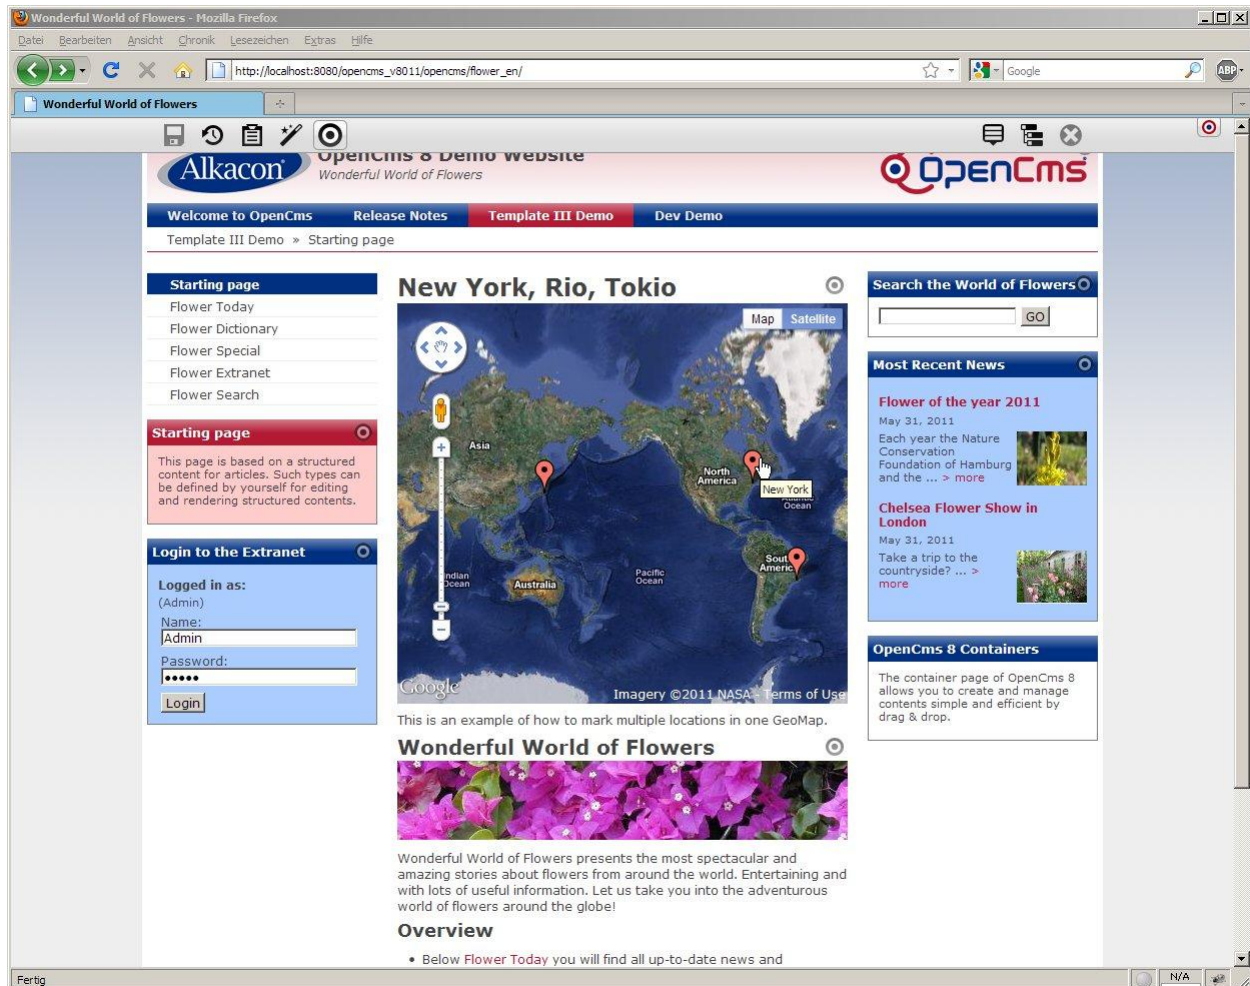 Wonderful World of Flowers - Mozilla Firefox
Datei Bearbeiten Ansicht Chronik Lesezeichen Extras Hilfe
http://localhost:8080/opencms_v8011/opencms/flower_en/
Google
ABP
Wonderful World of Flowers
Alkacon
OpenCms 8 Demo Website
Wonderful World of Flowers
OpenCms
Welcome to OpenCms Release Notes Template III Demo Dev Demo
Template III Demo » Starting page
Starting page
Flower Today
Flower Dictionary
Flower Special
Flower Extranet
Flower Search
Starting page
This page is based on a structured
content for articles. Such types can
be defined by yourself for editing
and rendering structured contents.
Login to the Extranet
Logged in as:
(Admin)
Name:
Admin
Password:
•••••
Login
New York, Rio, Tokio
Map Satellite
Asia
North
America
New York
Ocean
South
Americ
Pacific
Ocean
Indian
Ocean
Australia
Google
Imagery ©2011 NASA - Terms of Use
This is an example of how to mark multiple locations in one GeoMap.
Wonderful World of Flowers
Wonderful World of Flowers presents the most spectacular and
amazing stories about flowers from around the world. Entertaining and
with lots of useful information. Let us take you into the adventurous
world of flowers around the globe!
Overview
• Below Flower Today you will find all up-to-date news and
Search the World of Flowers
GO
Most Recent News
Flower of the year 2011
May 31, 2011
Each year the Nature
Conservation
Foundation of Hamburg
and the ... > more
Chelsea Flower Show in
London
May 31, 2011
Take a trip to the
countryside? ... >
more
OpenCms 8 Containers
The container page of OpenCms 8
allows you to create and manage
contents simple and efficient by
drag & drop.
Fertig
N/A